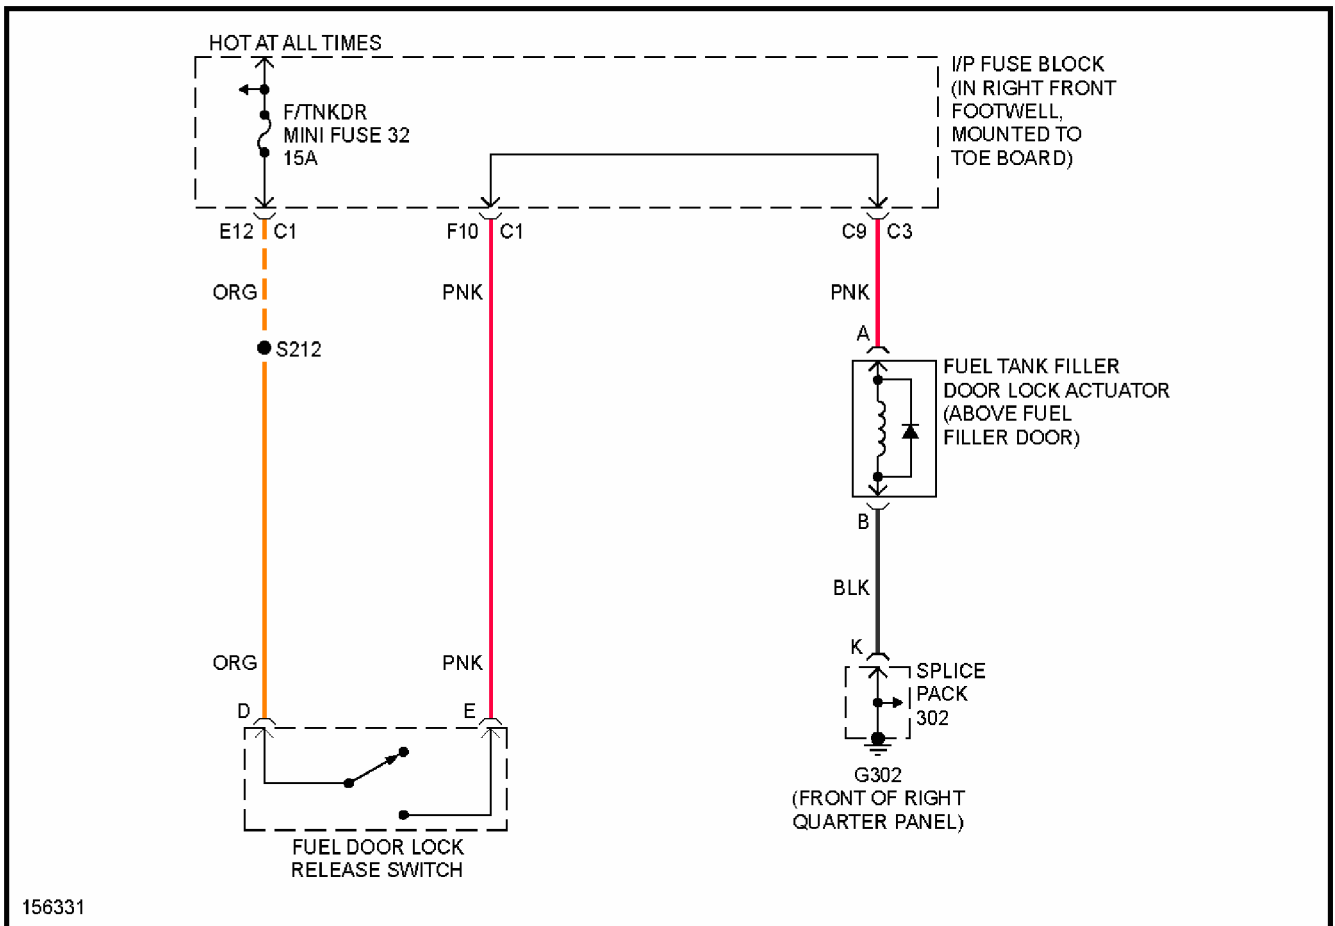 HOT AT ALL TIMES
I/P FUSE BLOCK
(IN RIGHT FRONT
FOOTWELL,
MOUNTED TO
TOE BOARD)
F/TNKDR
MINI FUSE 32
15A
E12 C1
F10 C1
C9 C3
ORG
PNK
PNK
A
S212
FUEL TANK FILLER
DOOR LOCK ACTUATOR
(ABOVE FUEL
FILLER DOOR)
B
BLK
K
ORG
PNK
SPLICE
PACK
302
D
E
G302
(FRONT OF RIGHT
QUARTER PANEL)
FUEL DOOR LOCK
RELEASE SWITCH
156331